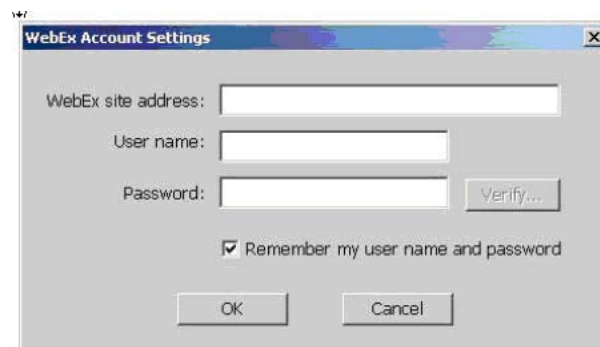 WebEx Account Settings
WebEx site address:
User name:
Password:
Verify...
Remember my user name and password
OK
Cancel